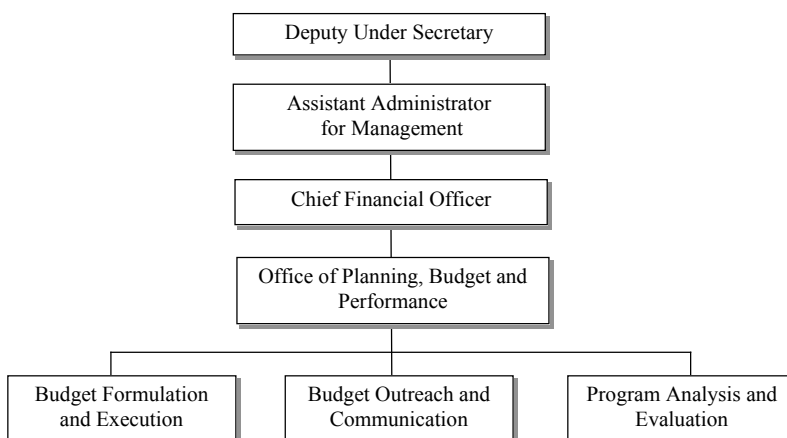 Deputy Under Secretary
Assistant Administrator
for Management
Chief Financial Officer
Office of Planning, Budget and
Performance
Budget Formulation
and Execution
Budget Outreach and
Communication
Program Analysis and
Evaluation